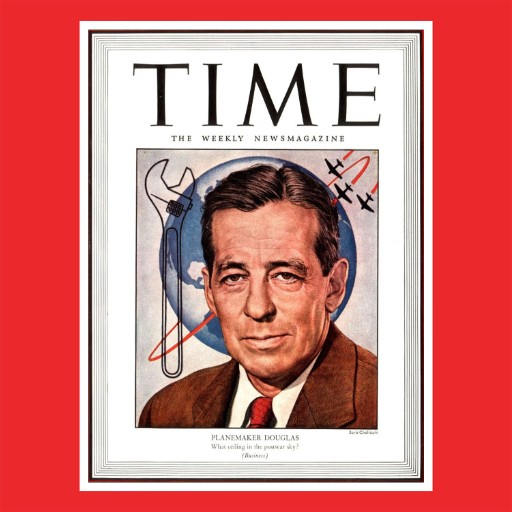 TIME
THE WEEKLY NEWSMAGAZINE
PLANEMAKER DOUGLAS
What ceiling in the postwar sky?
(Business)